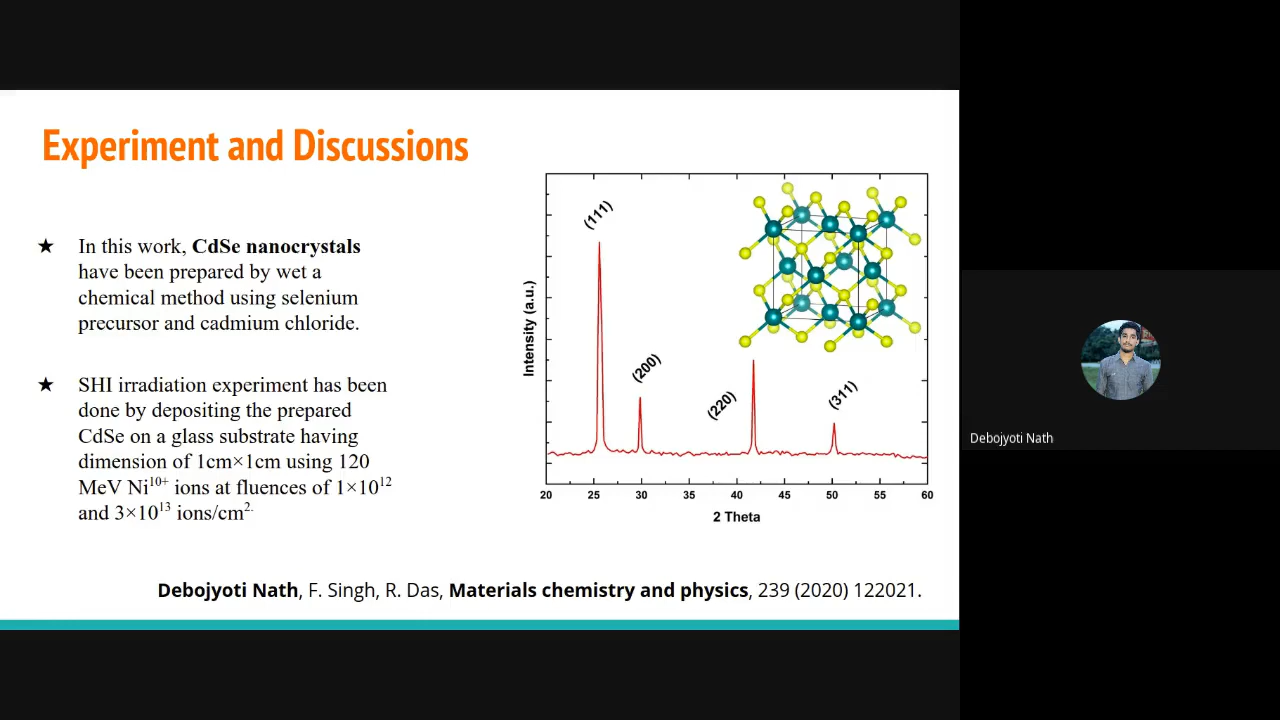 Experiment and Discussions
★ In this work, CdSe nanocrystals
have been prepared by wet a
chemical method using selenium
precursor and cadmium chloride.
★ SHI irradiation experiment has been
done by depositing the prepared
CdSe on a glass substrate having
dimension of 1cm×1cm using 120
MeV Ni¹⁰⁺ ions at fluences of 1×10¹²
and 3×10¹³ ions/cm².
(111)
(200)
(220)
(311)
Intensity (a.u.)
20 25 30 35 40 45 50 55 60
2 Theta
Debojyoti Nath, F. Singh, R. Das, Materials chemistry and physics, 239 (2020) 122021.
Debojyoti Nath